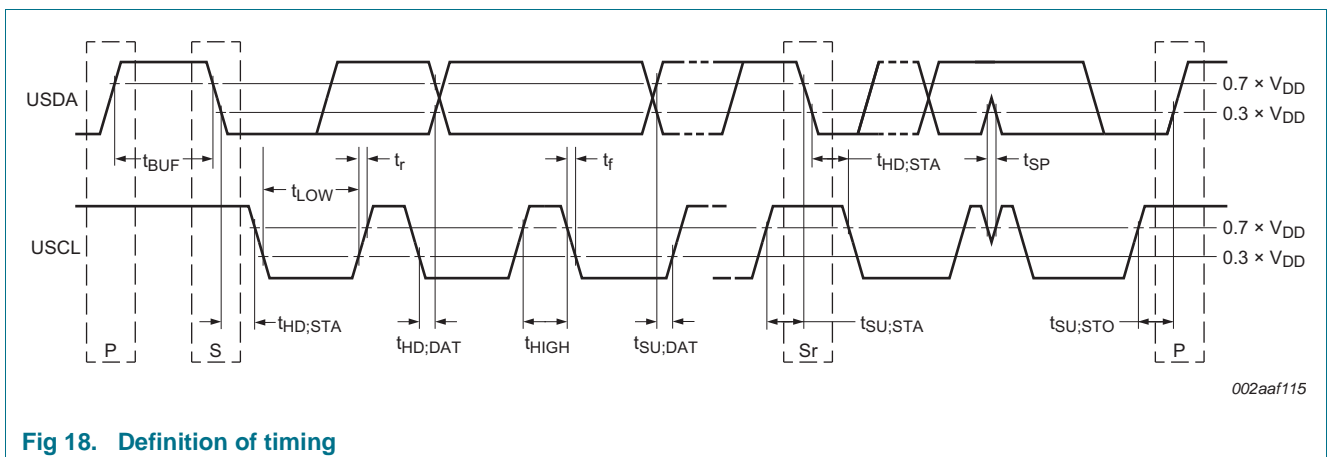 USDA
0.7 × VDD
0.3 × VDD
tBUF
tLOW
tr
tf
tHD;STA
tSP
USCL
0.7 × VDD
0.3 × VDD
tHD;STA
tHD;DAT
tHIGH
tSU;DAT
tSU;STA
tSU;STO
P
S
Sr
P
002aaf115
Fig 18. Definition of timing